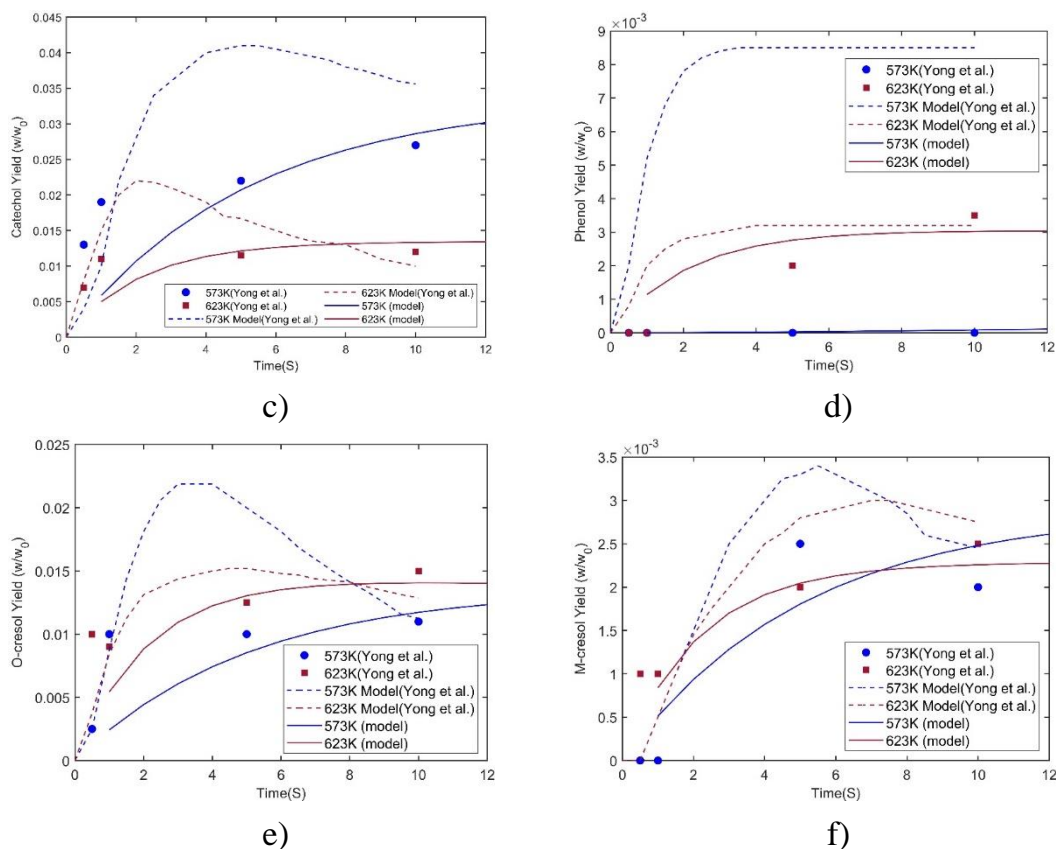 0.045
0.04
0.035
0.03
0.025
0.02
0.015
0.01
0.005
0
Catechol Yield (w/w0)
573K(Yong et al.)
623K(Yong et al.)
573K Model(Yong et al.)
623K Model(Yong et al.)
573K (model)
623K (model)
0 2 4 6 8 10 12
Time(S)
c)
×10-3
9
8
7
6
5
4
3
2
1
0
Phenol Yield (w/w0)
573K(Yong et al.)
623K(Yong et al.)
573K Model(Yong et al.)
623K Model(Yong et al.)
573K (model)
623K (model)
0 2 4 6 8 10 12
Time(S)
d)
0.025
0.02
0.015
0.01
0.005
0
O-cresol Yield (w/w0)
573K(Yong et al.)
623K(Yong et al.)
573K Model(Yong et al.)
623K Model(Yong et al.)
573K (model)
623K (model)
0 2 4 6 8 10 12
Time(S)
e)
×10-3
3.5
3
2.5
2
1.5
1
0.5
0
M-cresol Yield (w/w0)
573K(Yong et al.)
623K(Yong et al.)
573K Model(Yong et al.)
623K Model(Yong et al.)
573K (model)
623K (model)
0 2 4 6 8 10 12
Time(S)
f)